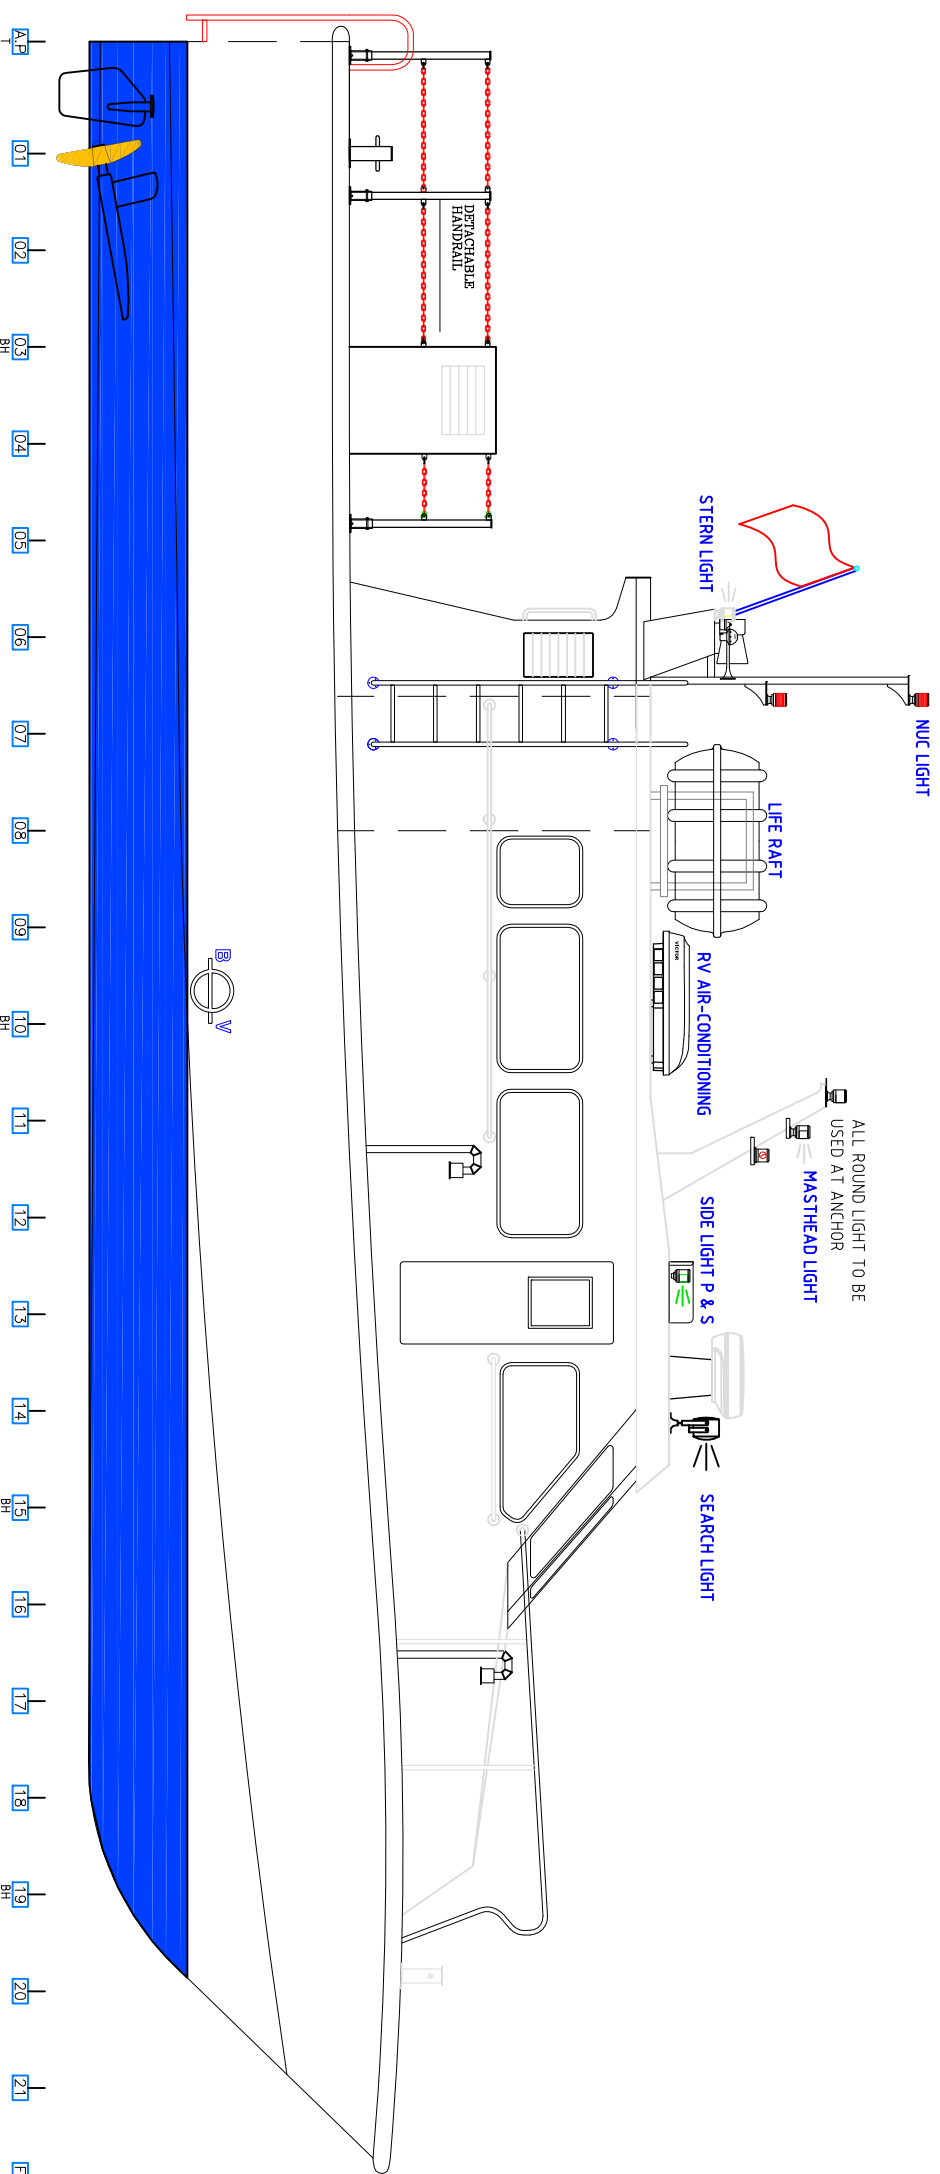 NUC LIGHT
STERN LIGHT
LIFE RAFT
RV AIR-CONDITIONING
VICTOR
ALL ROUND LIGHT TO BE
USED AT ANCHOR
MASTHEAD LIGHT
SIDE LIGHT P & S
SEARCH LIGHT
DETACHABLE
HANDRAIL
B V
A.P 01 02 03 04 05 06 07 08 09 10 11 12 13 14 15 16 17 18 19 20 21 F
T BH BH BH BH